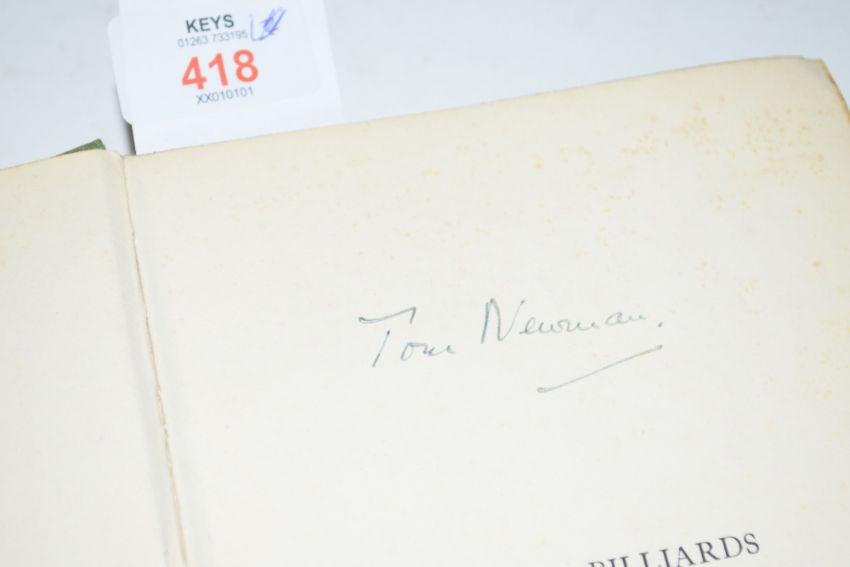 KEYS
01263 733195
418
XX010101
Tom Newman.
BILLIARDS